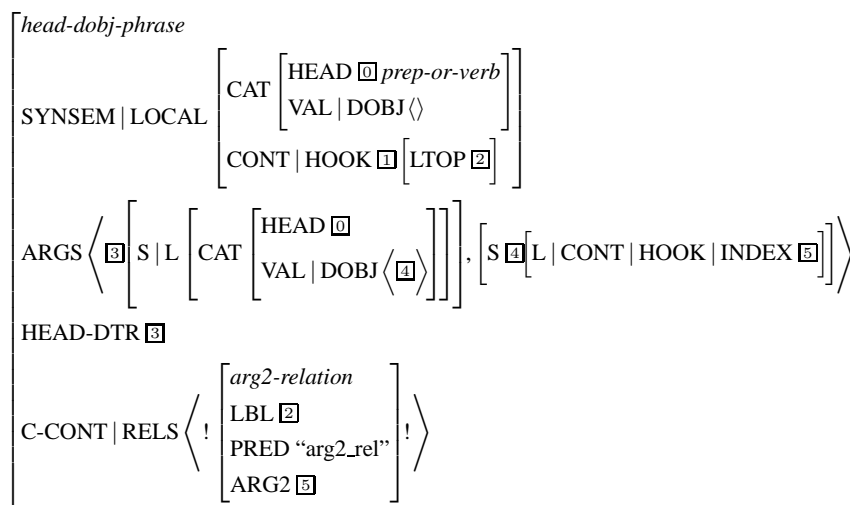 head-dobj-phrase
SYNSEM | LOCAL [CAT [HEAD 0 prep-or-verb
VAL | DOBJ ⟨⟩]
CONT | HOOK 1 [LTOP 2]]
ARGS ⟨ 3 [S | L [CAT [HEAD 0
VAL | DOBJ ⟨ 4 ⟩]]], [S 4 [L | CONT | HOOK | INDEX 5]] ⟩
HEAD-DTR 3
C-CONT | RELS ⟨ ! [arg2-relation
LBL 2
PRED “arg2_rel”
ARG2 5] ! ⟩